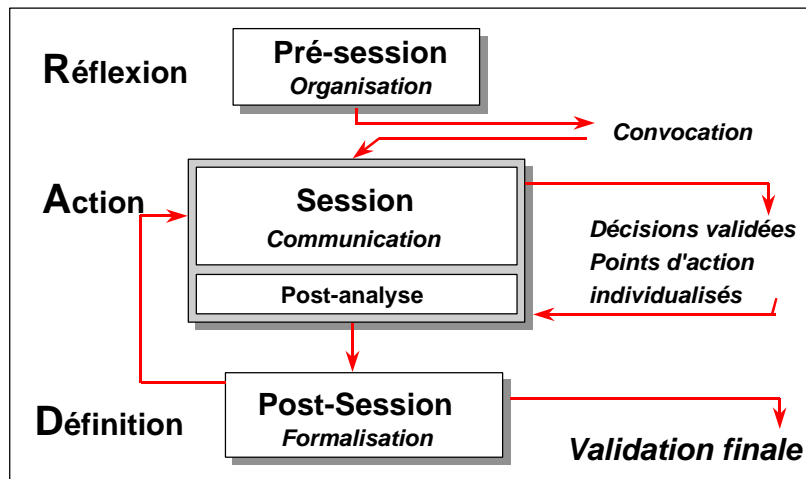 Réflexion
Pré-session
Organisation
Convocation
Action
Session
Communication
Décisions validées
Points d'action
individualisés
Post-analyse
Définition
Post-Session
Formalisation
Validation finale